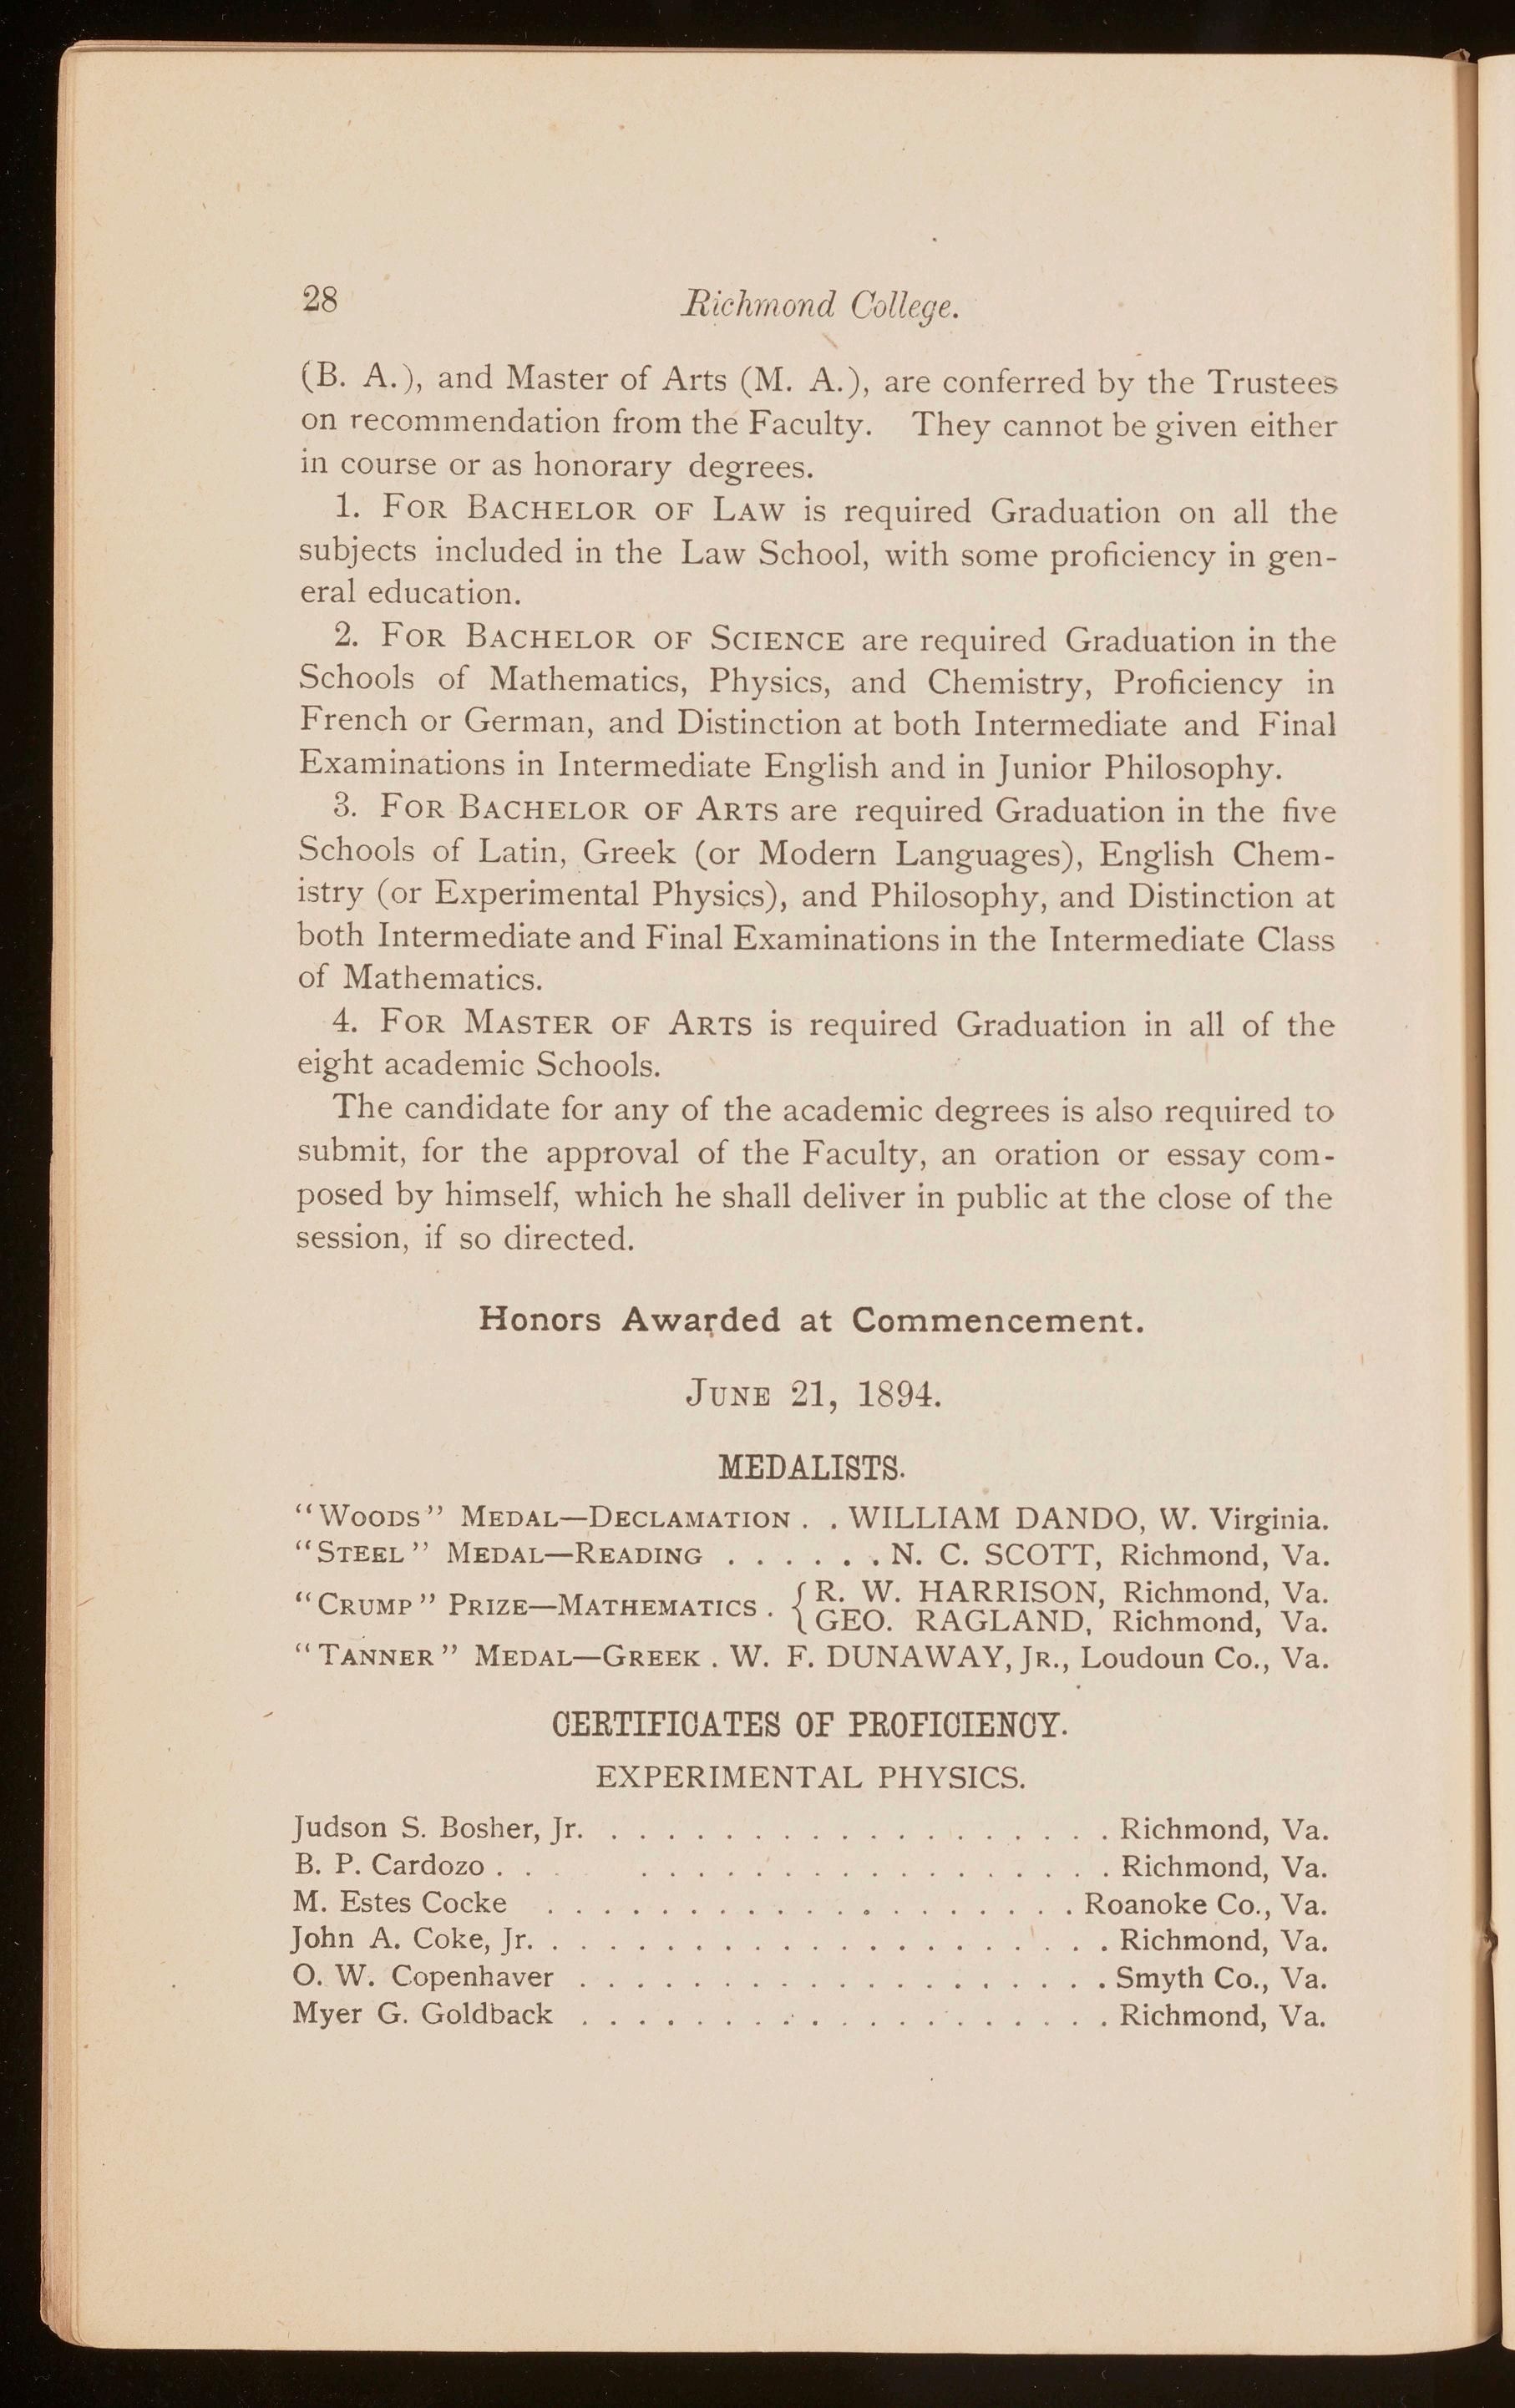 28 Richmond College.
(B. A.), and Master of Arts (M. A.), are conferred by the Trustees
on recommendation from the Faculty. They cannot be given either
in course or as honorary degrees.
1. FOR BACHELOR OF LAW is required Graduation on all the
subjects included in the Law School, with some proficiency in gen-
eral education.
2. FOR BACHELOR OF SCIENCE are required Graduation in the
Schools of Mathematics, Physics, and Chemistry, Proficiency in
French or German, and Distinction at both Intermediate and Final
Examinations in Intermediate English and in Junior Philosophy.
3. FOR BACHELOR OF ARTS are required Graduation in the five
Schools of Latin, Greek (or Modern Languages), English Chem-
istry (or Experimental Physics), and Philosophy, and Distinction at
both Intermediate and Final Examinations in the Intermediate Class
of Mathematics.
4. FOR MASTER OF ARTS is required Graduation in all of the
eight academic Schools.
The candidate for any of the academic degrees is also required to
submit, for the approval of the Faculty, an oration or essay com-
posed by himself, which he shall deliver in public at the close of the
session, if so directed.
Honors Awarded at Commencement.
JUNE 21, 1894.
MEDALISTS.
"WOODS" MEDAL—DECLAMATION . . WILLIAM DANDO, W. Virginia.
"STEEL" MEDAL—READING . . . . . . N. C. SCOTT, Richmond, Va.
"CRUMP" PRIZE—MATHEMATICS . { R. W. HARRISON, Richmond, Va.
GEO. RAGLAND, Richmond, Va.
"TANNER" MEDAL—GREEK . W. F. DUNAWAY, JR., Loudoun Co., Va.
CERTIFICATES OF PROFICIENCY.
EXPERIMENTAL PHYSICS.
Judson S. Bosher, Jr. . . . . . . . . . . . . . . . . . . Richmond, Va.
B. P. Cardozo . . . . . . . . . . . . . . . . . . . Richmond, Va.
M. Estes Cocke . . . . . . . . . . . . . . . . . . . Roanoke Co., Va.
John A. Coke, Jr. . . . . . . . . . . . . . . . . . . . . Richmond, Va.
O. W. Copenhaver . . . . . . . . . . . . . . . . . . . Smyth Co., Va.
Myer G. Goldback . . . . . . . . . . . . . . . . . . . Richmond, Va.